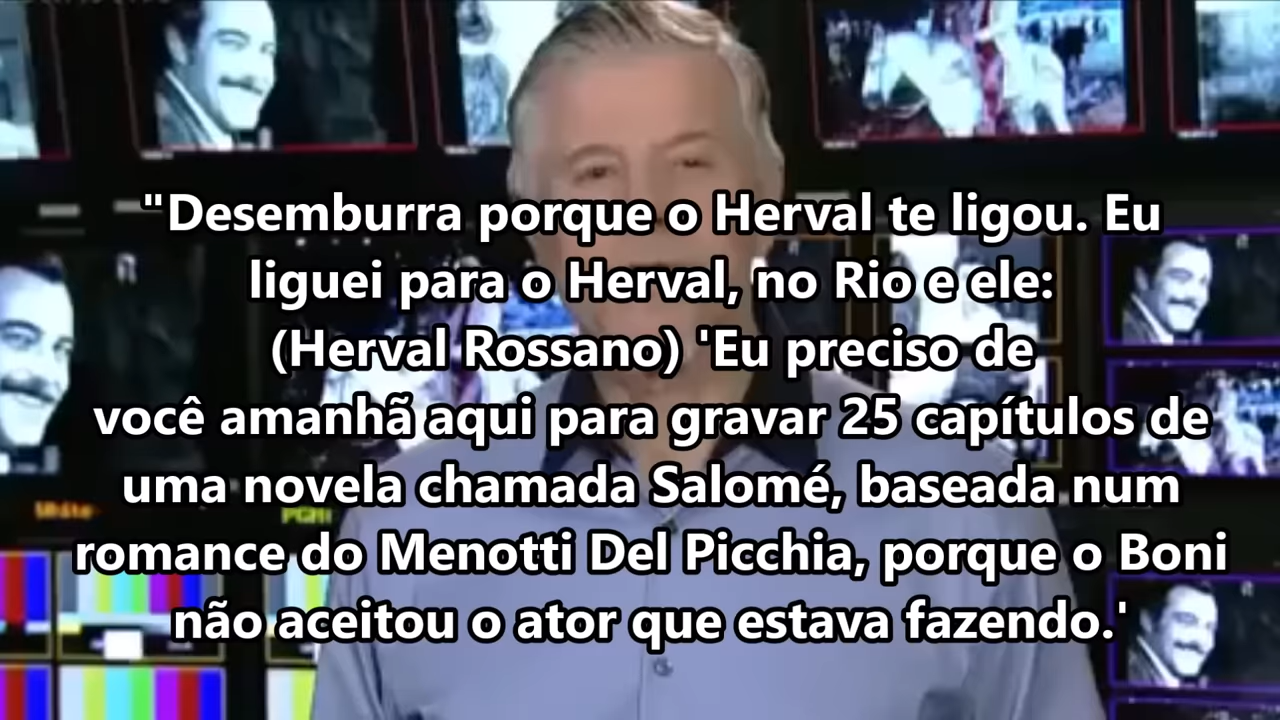 "Desemburra porque o Herval te ligou. Eu
liguei para o Herval, no Rio e ele:
(Herval Rossano) 'Eu preciso de
você amanhã aqui para gravar 25 capítulos de
uma novela chamada Salomé, baseada num
romance do Menotti Del Picchia, porque o Boni
não aceitou o ator que estava fazendo.'